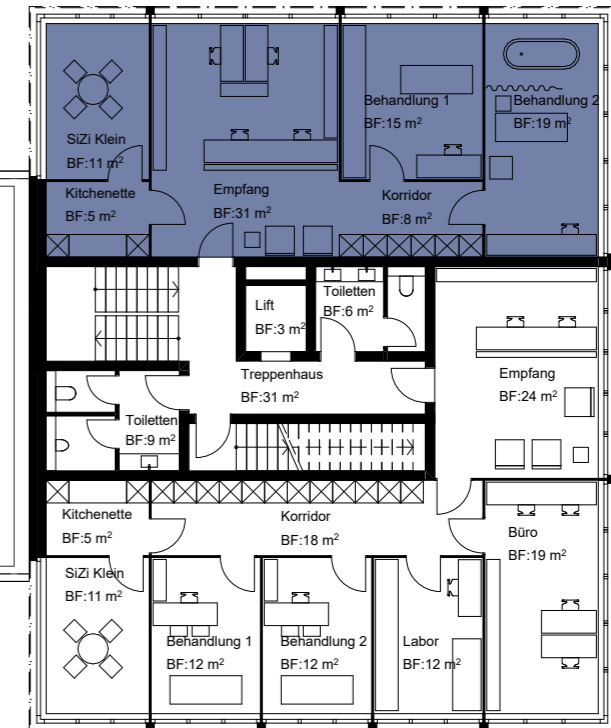 Behandlung 1
BF:15 m²
Behandlung 2
BF:19 m²
SiZi Klein
BF:11 m²
Kitchenette
BF:5 m²
Empfang
BF:31 m²
Korridor
BF:8 m²
Lift
BF:3 m²
Toiletten
BF:6 m²
Treppenhaus
BF:31 m²
Empfang
BF:24 m²
Toiletten
BF:9 m²
Kitchenette
BF:5 m²
Korridor
BF:18 m²
Büro
BF:19 m²
SiZi Klein
BF:11 m²
Behandlung 1
BF:12 m²
Behandlung 2
BF:12 m²
Labor
BF:12 m²